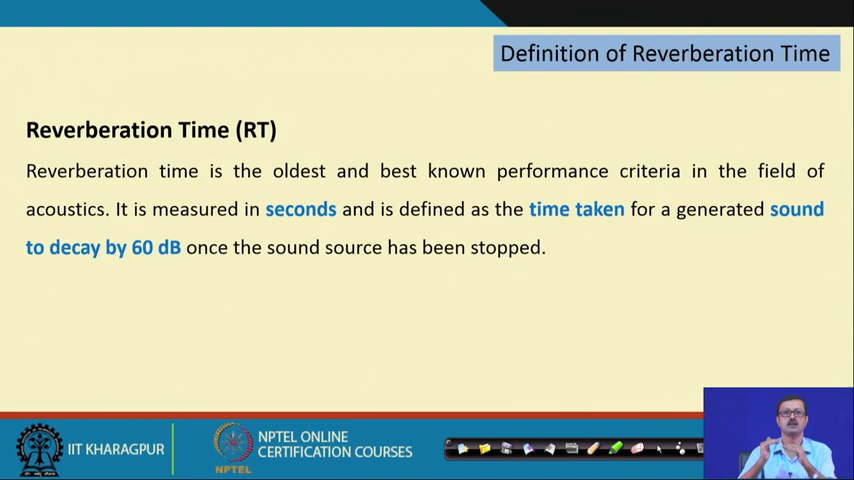 Definition of Reverberation Time
Reverberation Time (RT)
Reverberation time is the oldest and best known performance criteria in the field of
acoustics. It is measured in seconds and is defined as the time taken for a generated sound
to decay by 60 dB once the sound source has been stopped.
IIT KHARAGPUR
NPTEL
NPTEL ONLINE
CERTIFICATION COURSES